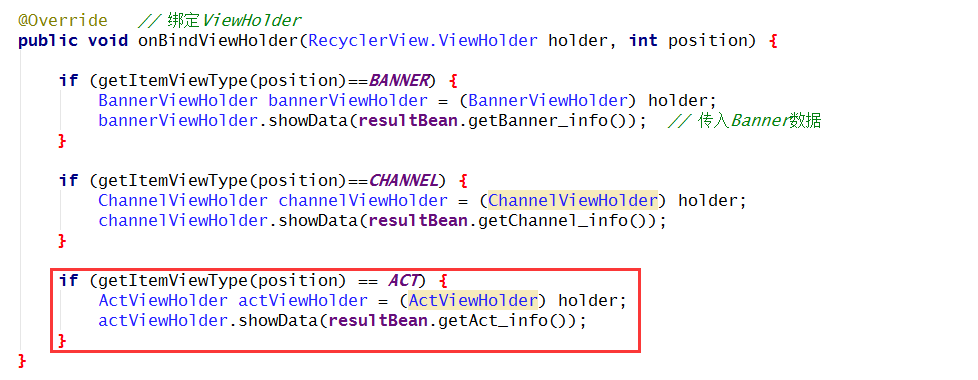 @Override   // 绑定ViewHolder
public void onBindViewHolder(RecyclerView.ViewHolder holder, int position) {
if (getItemViewType(position)==BANNER) {
BannerViewHolder bannerViewHolder = (BannerViewHolder) holder;
bannerViewHolder.showData(resultBean.getBanner_info());  // 传入Banner数据
}
if (getItemViewType(position)==CHANNEL) {
ChannelViewHolder channelViewHolder = (ChannelViewHolder) holder;
channelViewHolder.showData(resultBean.getChannel_info());
}
if (getItemViewType(position) == ACT) {
ActViewHolder actViewHolder = (ActViewHolder) holder;
actViewHolder.showData(resultBean.getAct_info());
}
}